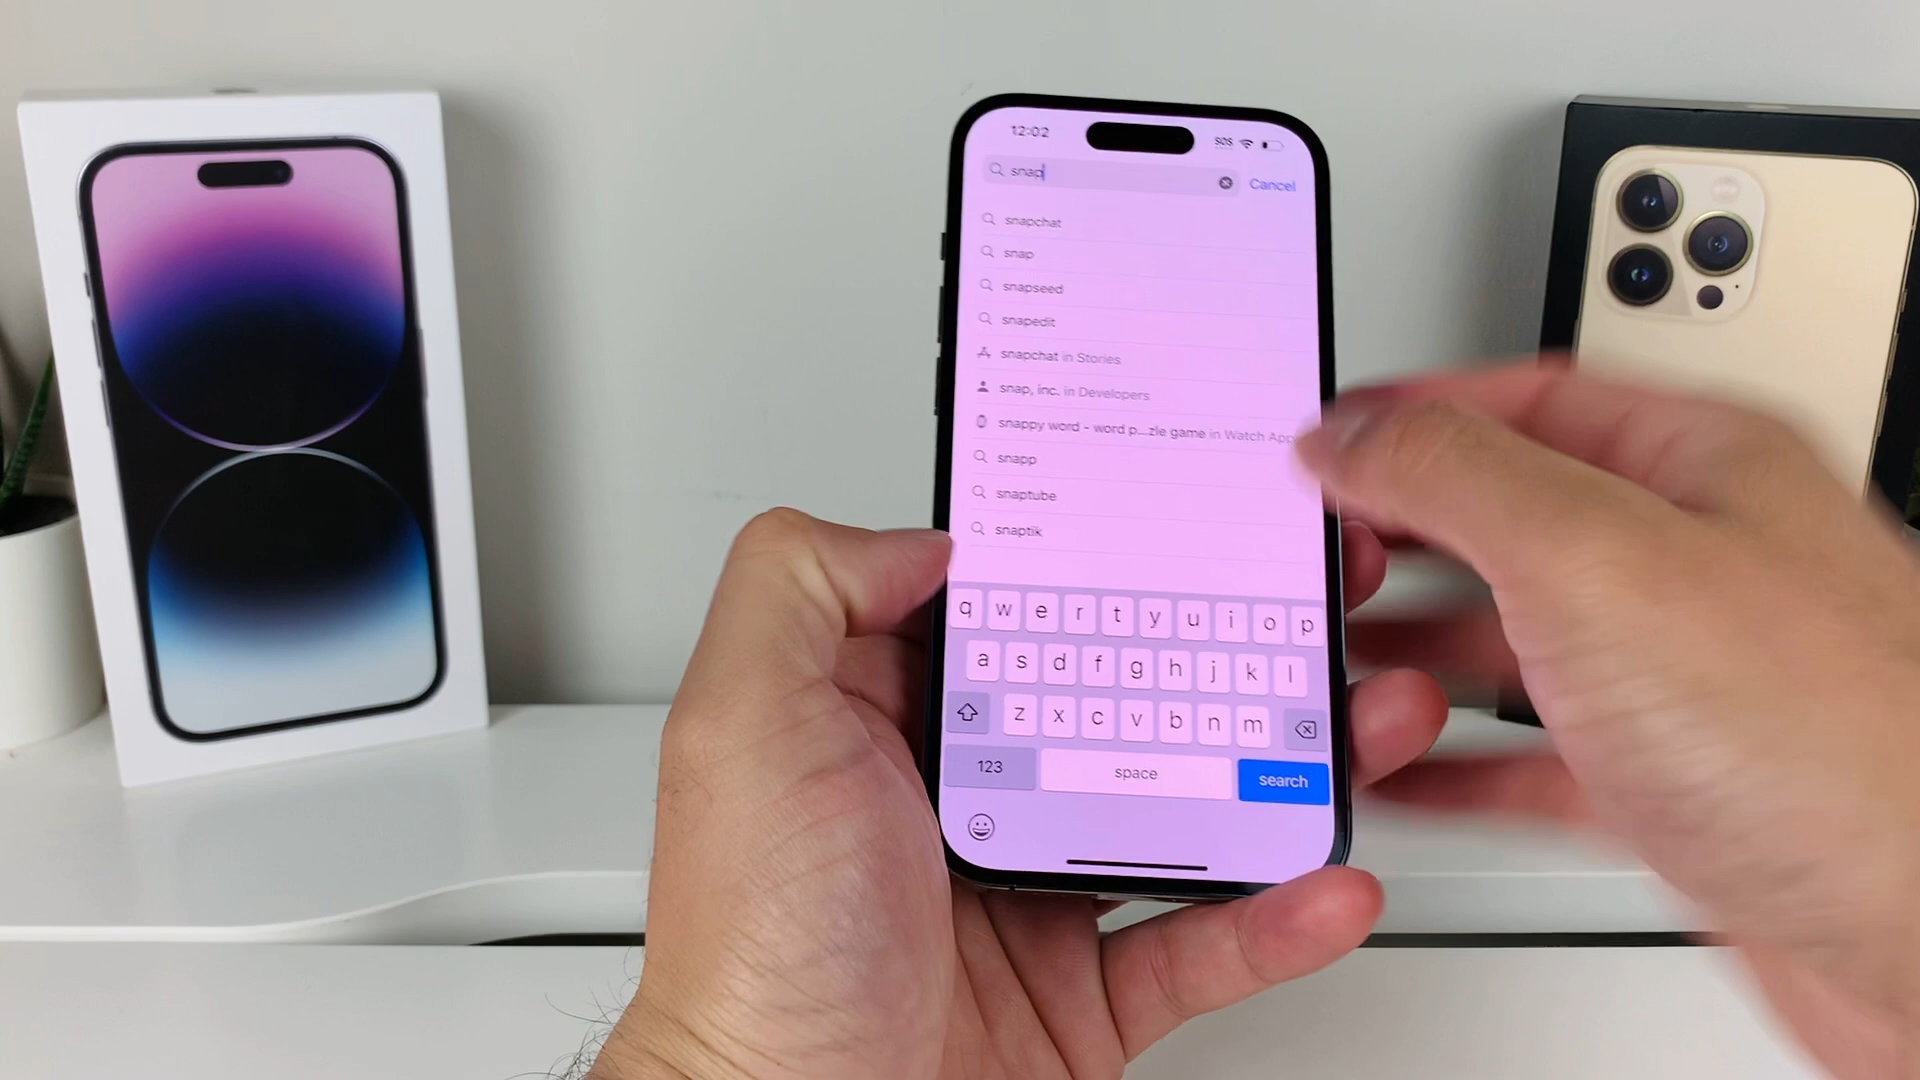 12:02
SOS
snap
Cancel
snapchat
snap
snapseed
snapedit
snapchat in Stories
snap, inc. in Developers
snappy word - word p...zle game in Watch App
snapp
snaptube
snaptik
q w e r t y u i o p
a s d f g h j k l
z x c v b n m
123
space
search